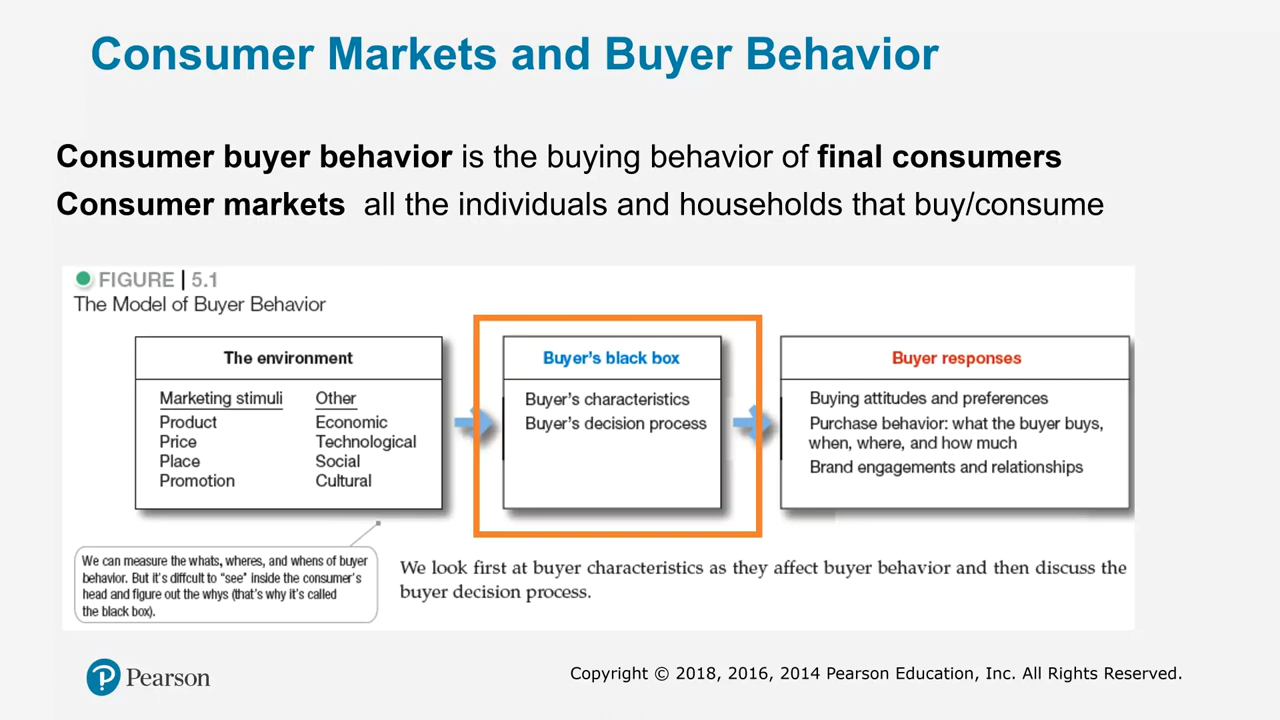 Consumer Markets and Buyer Behavior
Consumer buyer behavior is the buying behavior of final consumers
Consumer markets all the individuals and households that buy/consume
FIGURE | 5.1
The Model of Buyer Behavior
The environment
Marketing stimuli
Product
Price
Place
Promotion
Other
Economic
Technological
Social
Cultural
Buyer's black box
Buyer's characteristics
Buyer's decision process
Buyer responses
Buying attitudes and preferences
Purchase behavior: what the buyer buys,
when, where, and how much
Brand engagements and relationships
We can measure the whats, wheres, and whens of buyer
behavior. But it's diffcult to “see” inside the consumer's
head and figure out the whys (that's why it's called
the black box).
We look first at buyer characteristics as they affect buyer behavior and then discuss the
buyer decision process.
P Pearson
Copyright © 2018, 2016, 2014 Pearson Education, Inc. All Rights Reserved.